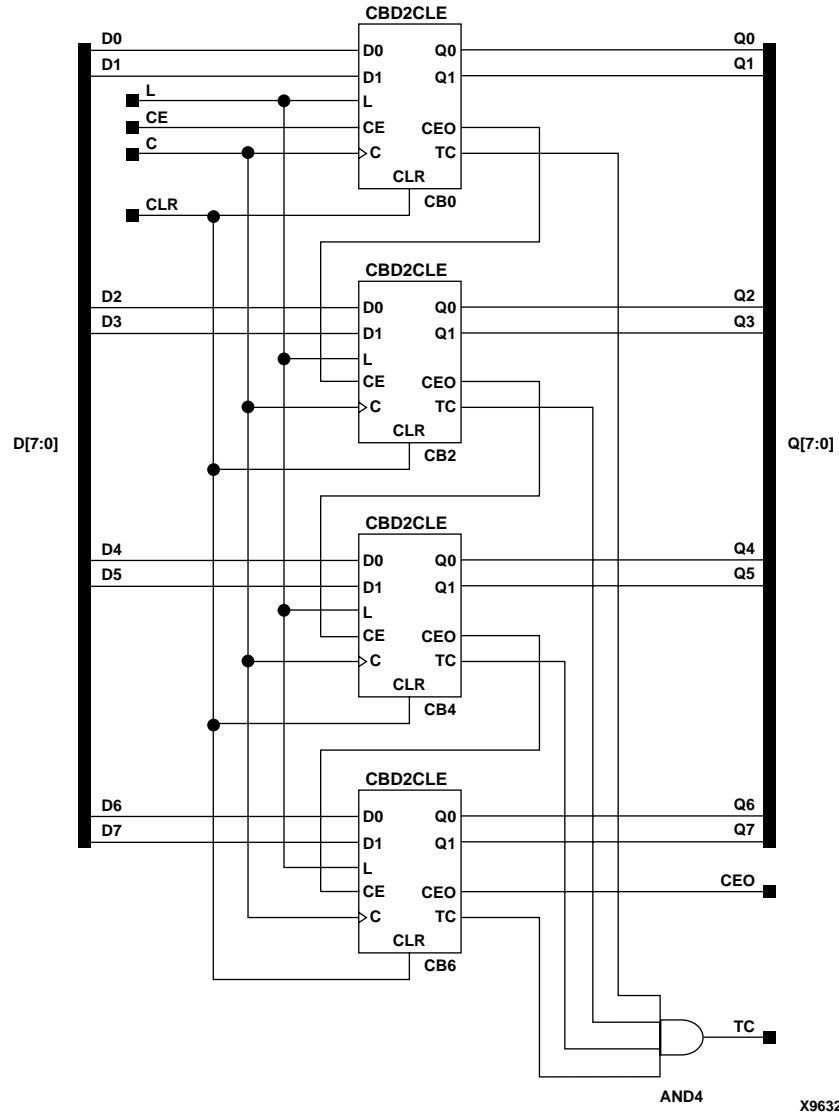 CBD2CLE
D0 D0 Q0 Q0
D1 D1 Q1 Q1
L L
CE CE CEO
C C TC
CLR
CLR CB0
CBD2CLE
D2 D0 Q0 Q2
D3 D1 Q1 Q3
L
CE CEO
C TC
CLR
D[7:0] CB2 Q[7:0]
CBD2CLE
D4 D0 Q0 Q4
D5 D1 Q1 Q5
L
CE CEO
C TC
CLR
CB4
CBD2CLE
D6 D0 Q0 Q6
D7 D1 Q1 Q7
L
CE CEO CEO
C TC
CLR
CB6
TC
AND4
X9632